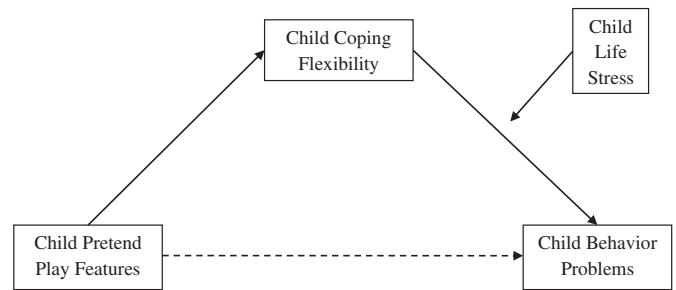 Child Coping
Flexibility
Child
Life
Stress
Child Pretend
Play Features
Child Behavior
Problems